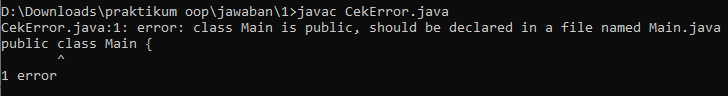 D:\Downloads\praktikum oop\jawaban\1>javac CekError.java
CekError.java:1: error: class Main is public, should be declared in a file named Main.java
public class Main {
       ^
1 error